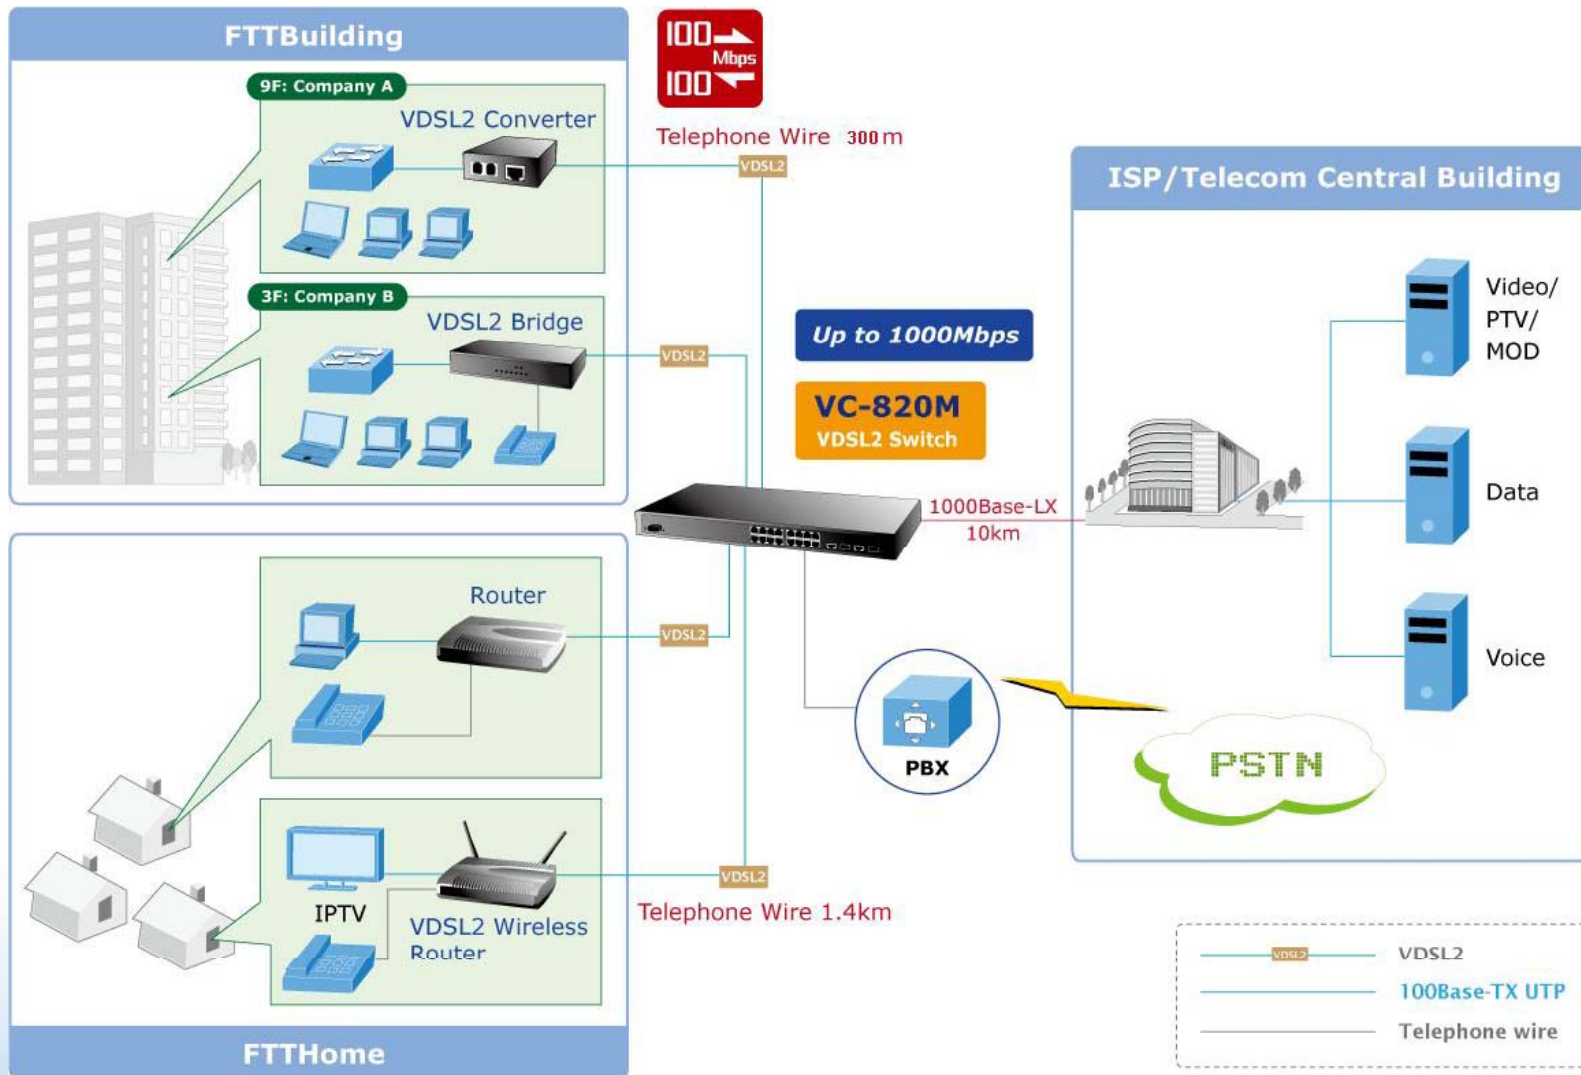 FTTBuilding
9F: Company A
VDSL2 Converter
3F: Company B
VDSL2 Bridge
100
Mbps
100
Telephone Wire 300m
VDSL2
VDSL2
Up to 1000Mbps
VC-820M
VDSL2 Switch
1000Base-LX
10km
ISP/Telecom Central Building
Video/
PTV/
MOD
Data
Voice
PSTN
PBX
Router
VDSL2
IPTV
VDSL2 Wireless
Router
VDSL2
Telephone Wire 1.4km
FTTHome
VDSL2
VDSL2
100Base-TX UTP
Telephone wire